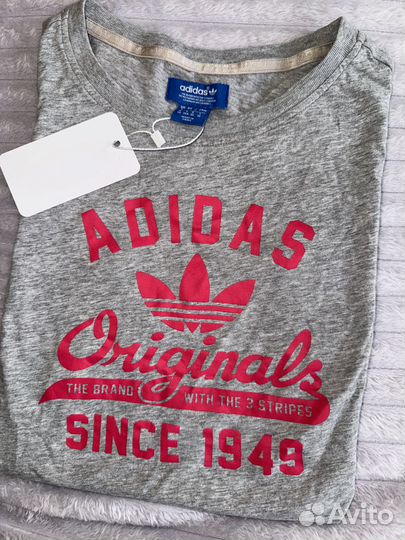 adidas
ADIDAS
Originals
THE BRAND WITH THE 3 STRIPES
SINCE 1949
Avito